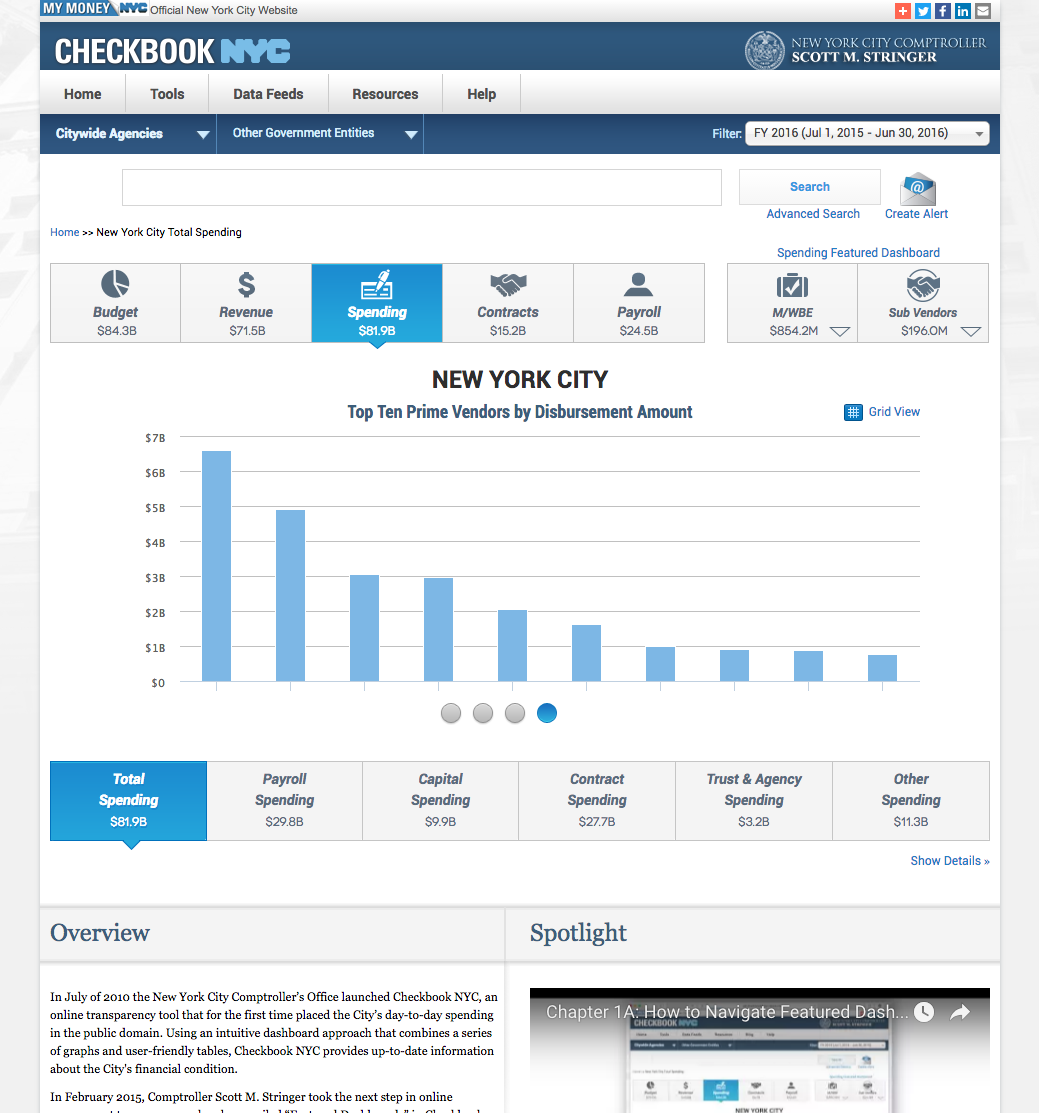 MY MONEY NYC Official New York City Website
CHECKBOOK NYC
NEW YORK CITY COMPTROLLER
SCOTT M. STRINGER
Home Tools Data Feeds Resources Help
Citywide Agencies Other Government Entities Filter: FY 2016 (Jul 1, 2015 - Jun 30, 2016)
Search
Advanced Search Create Alert
Home >> New York City Total Spending
Spending Featured Dashboard
Budget Revenue Spending Contracts Payroll M/WBE Sub Vendors
$84.3B $71.5B $81.9B $15.2B $24.5B $854.2M $196.0M
NEW YORK CITY
Top Ten Prime Vendors by Disbursement Amount
Grid View
$7B
$6B
$5B
$4B
$3B
$2B
$1B
$0
Total Payroll Capital Contract Trust & Agency Other
Spending Spending Spending Spending Spending Spending
$81.9B $29.8B $9.9B $27.7B $3.2B $11.3B
Show Details »
Overview
In July of 2010 the New York City Comptroller's Office launched Checkbook NYC, an
online transparency tool that for the first time placed the City's day-to-day spending
in the public domain. Using an intuitive dashboard approach that combines a series
of graphs and user-friendly tables, Checkbook NYC provides up-to-date information
about the City's financial condition.
In February 2015, Comptroller Scott M. Stringer took the next step in online
Spotlight
Chapter 1A: How to Navigate Featured Dash...
CHECKBOOK NYC
NEW YORK CITY